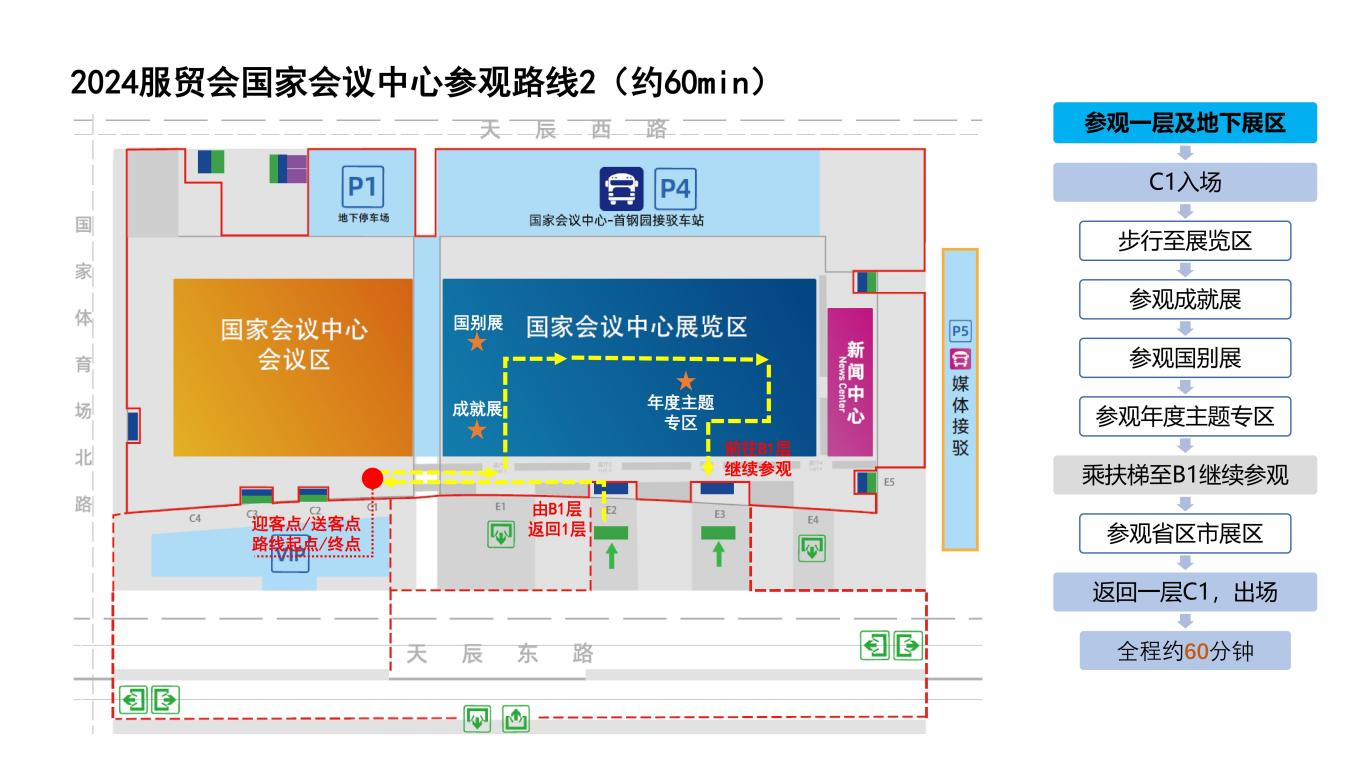 2024服贸会国家会议中心参观路线2（约60min）
天辰西路
国家体育场北路
P1
地下停车场
P4
国家会议中心-首钢园接驳车站
国家会议中心
会议区
国别展
国家会议中心展览区
成就展
年度主题
专区
新闻中心
News Center
P5
媒体接驳
前往B1层
继续参观
由B1层
返回1层
迎客点/送客点
路线起点/终点
VIP
C4
C3
C2
C1
E1
E2
E3
E4
E5
天辰东路
参观一层及地下展区
C1入场
步行至展览区
参观成就展
参观国别展
参观年度主题专区
乘扶梯至B1继续参观
参观省区市展区
返回一层C1，出场
全程约60分钟